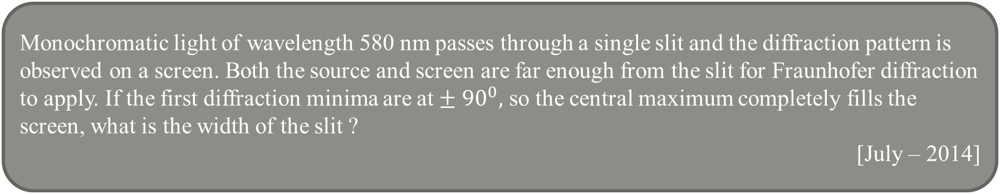 Monochromatic light of wavelength 580 nm passes through a single slit and the diffraction pattern is
observed on a screen. Both the source and screen are far enough from the slit for Fraunhofer diffraction
to apply. If the first diffraction minima are at ± 90⁰, so the central maximum completely fills the
screen, what is the width of the slit ?
[July – 2014]